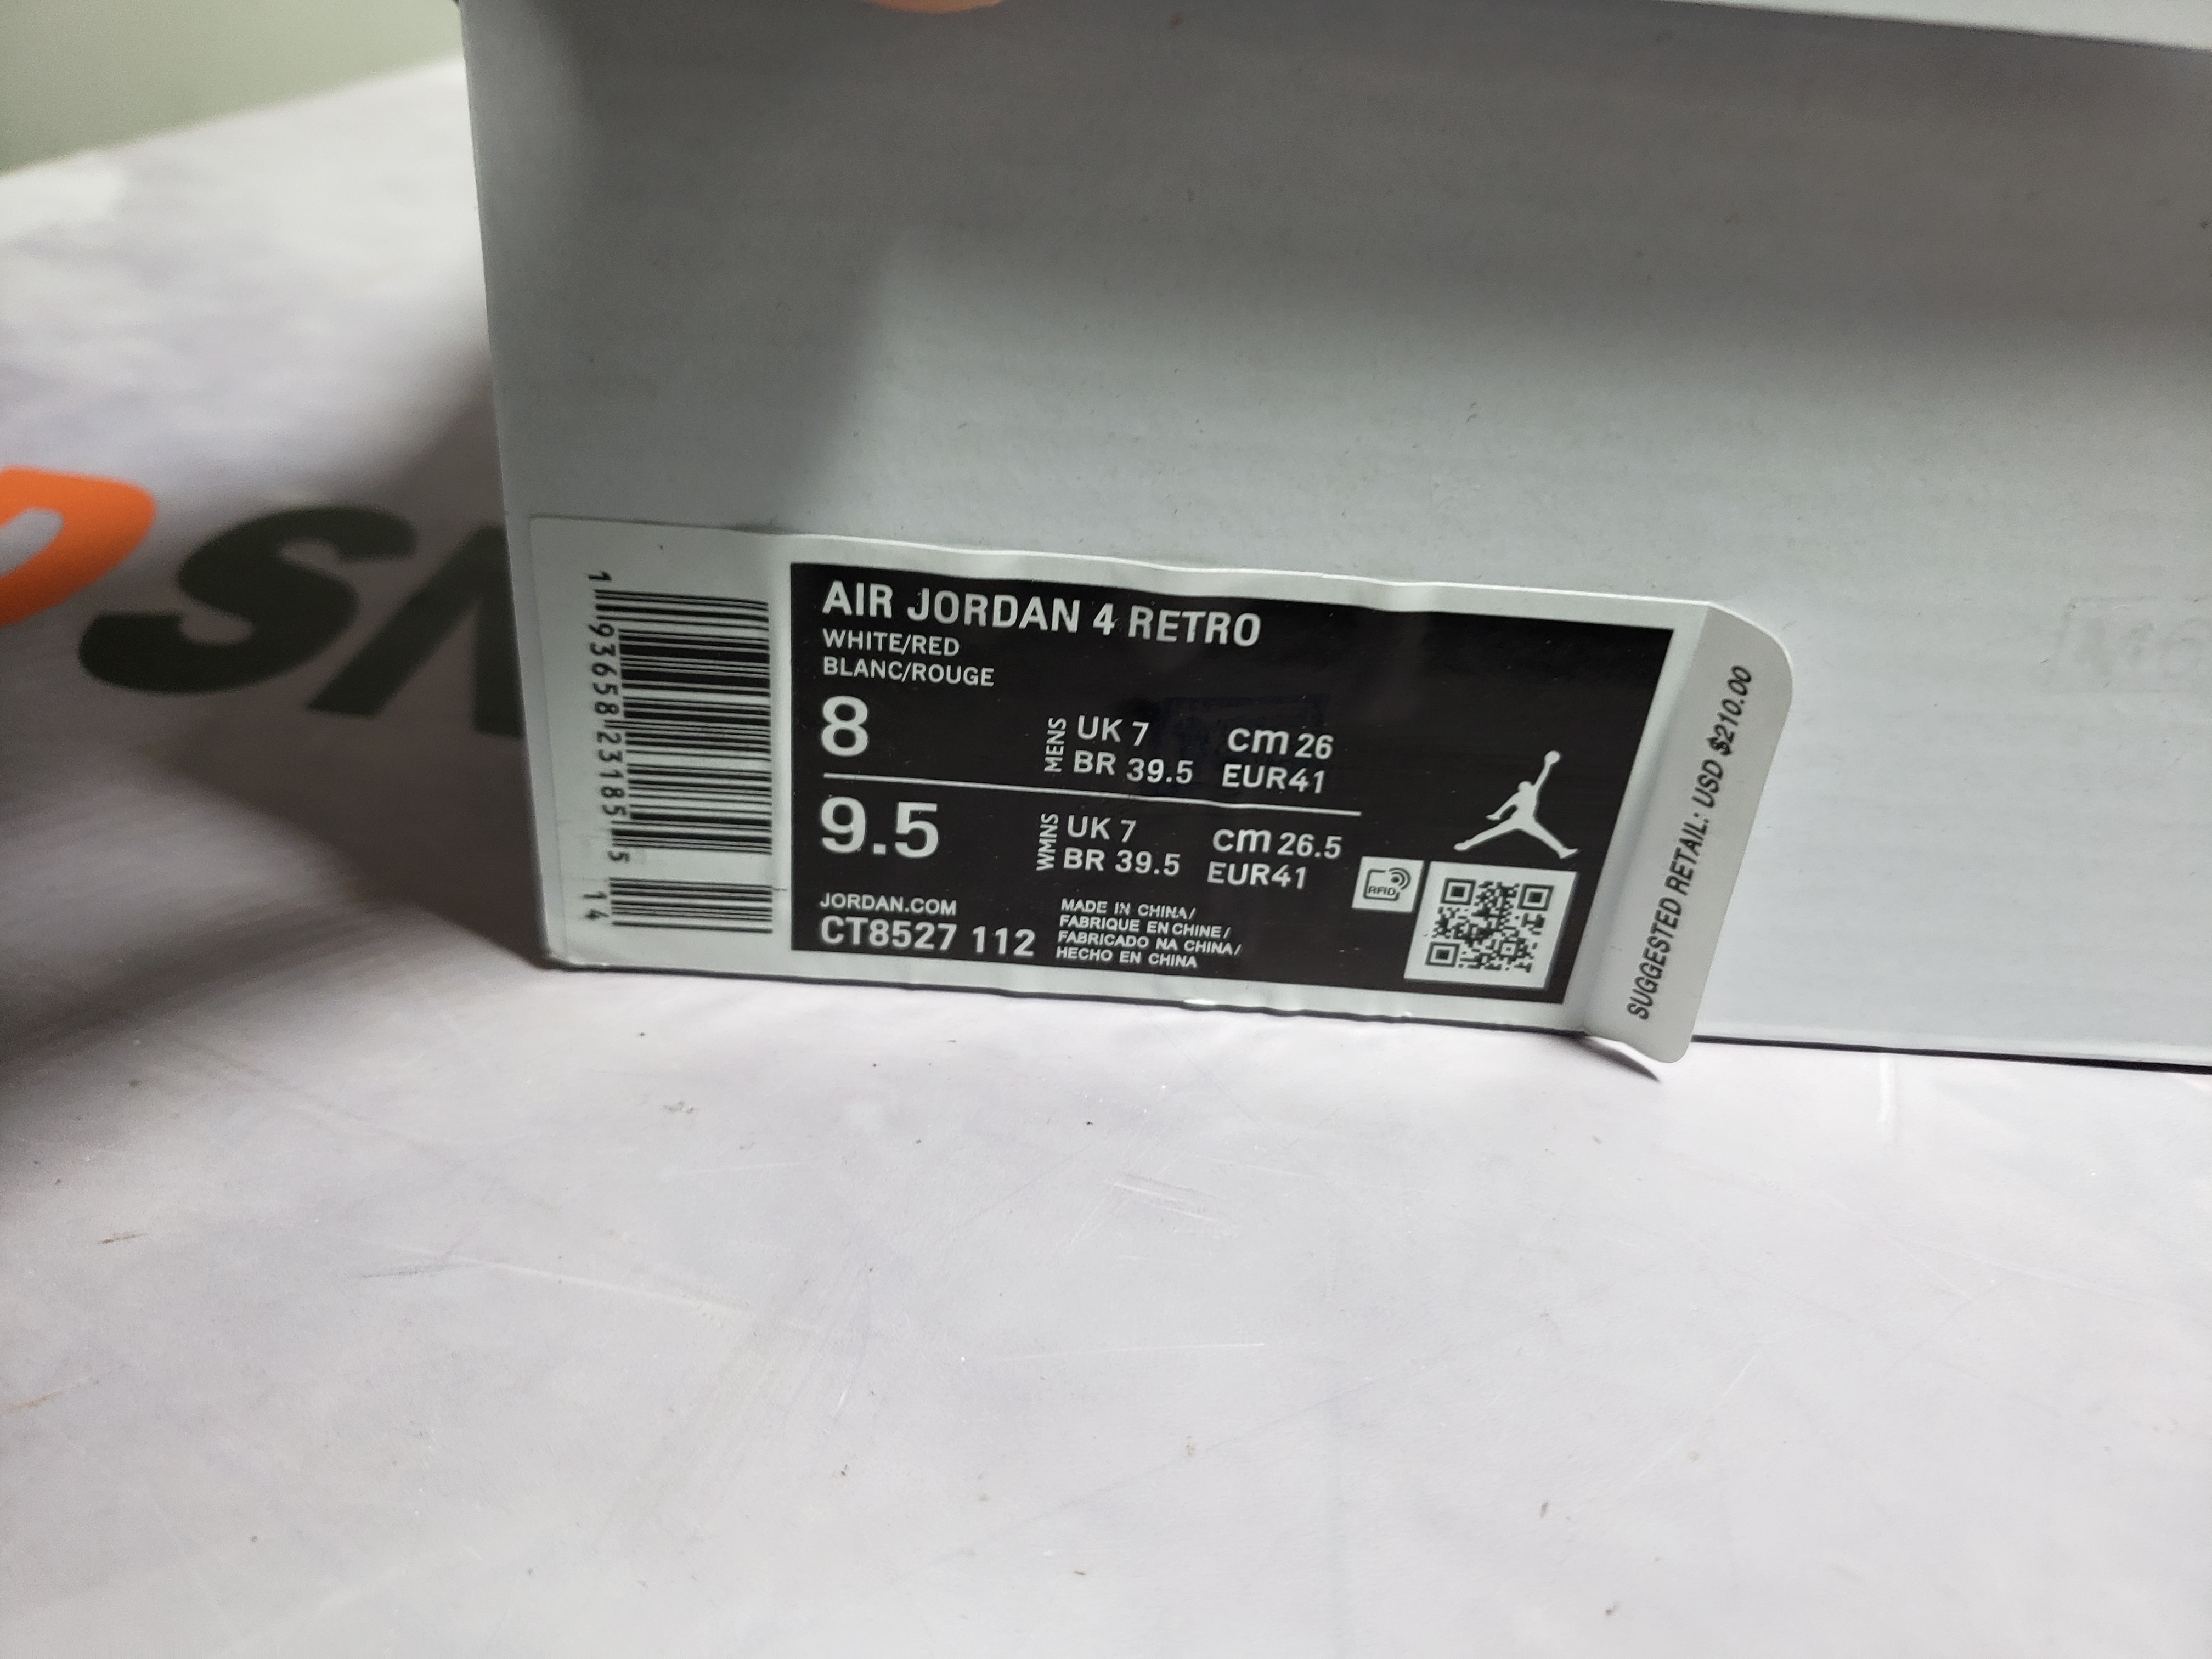 SN
1 93658 23185 5 14
AIR JORDAN 4 RETRO
WHITE/RED
BLANC/ROUGE
8
MENS
UK 7 cm 26
BR 39.5 EUR41
9.5
WMNS
UK 7 cm 26.5
BR 39.5 EUR41
RFID
JORDAN.COM
CT8527 112
MADE IN CHINA/
FABRIQUE EN CHINE/
FABRICADO NA CHINA/
HECHO EN CHINA
SUGGESTED RETAIL: USD $210.00